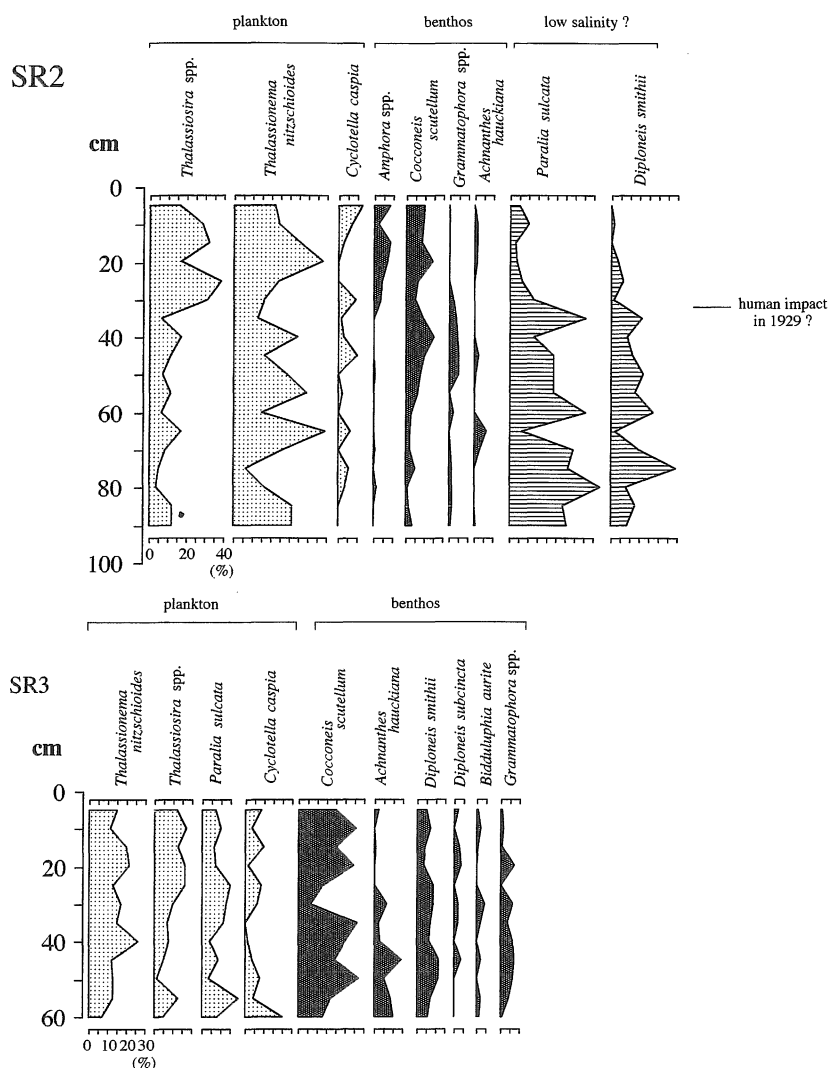 plankton benthos low salinity ?
SR2
Thalassiosira spp.
Thalassionema
nitzschioides
Cyclotella caspia
Amphora spp.
Cocconeis
scutellum
Grammatophora spp.
Achnanthes
hauckiana
Paralia sulcata
Diploneis smithii
cm
0
20
40
60
80
100
human impact
in 1929 ?
0 20 40
(%)
plankton benthos
SR3
Thalassionema
nitzschioides
Thalassiosira spp.
Paralia sulcata
Cyclotella caspia
Cocconeis
scutellum
Achnanthes
hauckiana
Diploneis smithii
Diploneis subcincta
Bidduluphia aurite
Grammatophora spp.
cm
0
20
40
60
0 10 20 30
(%)